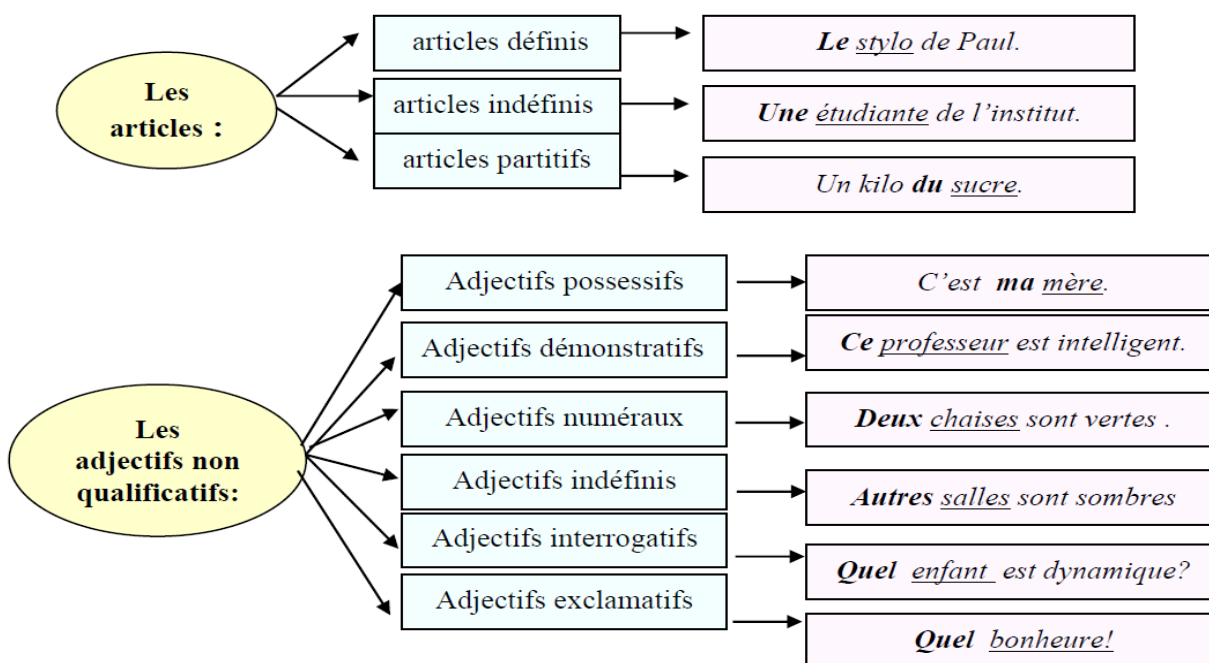 Les
articles :
articles définis
Le stylo de Paul.
articles indéfinis
Une étudiante de l’institut.
articles partitifs
Un kilo du sucre.
Les
adjectifs non
qualificatifs:
Adjectifs possessifs
C’est ma mère.
Adjectifs démonstratifs
Ce professeur est intelligent.
Adjectifs numéraux
Deux chaises sont vertes .
Adjectifs indéfinis
Autres salles sont sombres
Adjectifs interrogatifs
Quel enfant est dynamique?
Adjectifs exclamatifs
Quel bonheure!